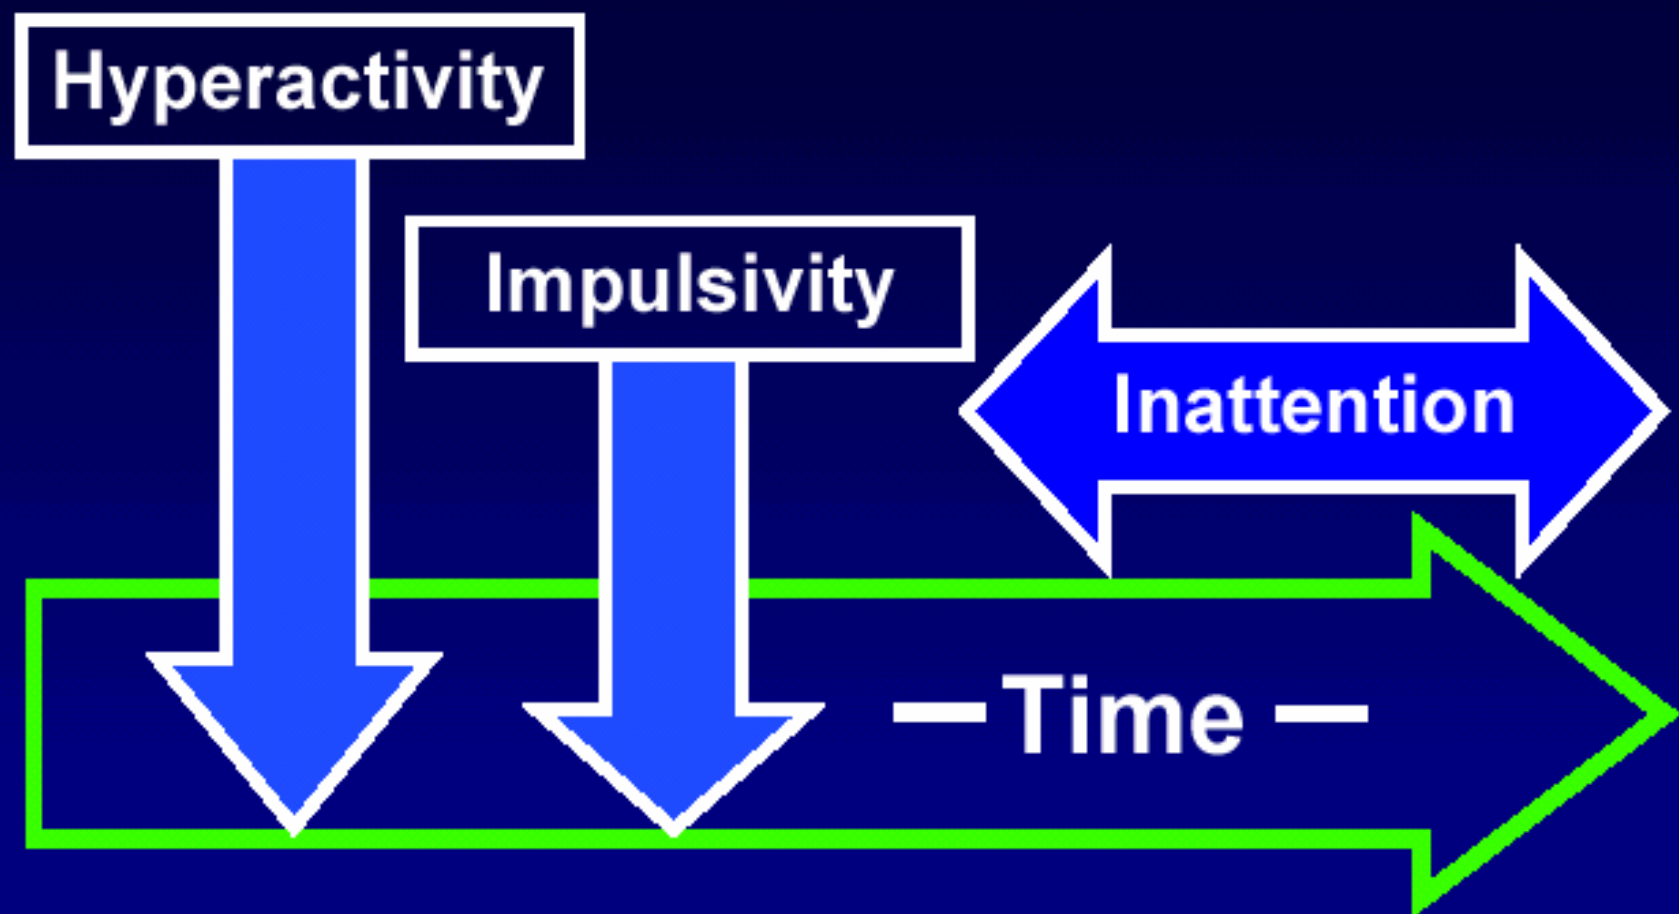 Hyperactivity
Impulsivity
Inattention
– Time –